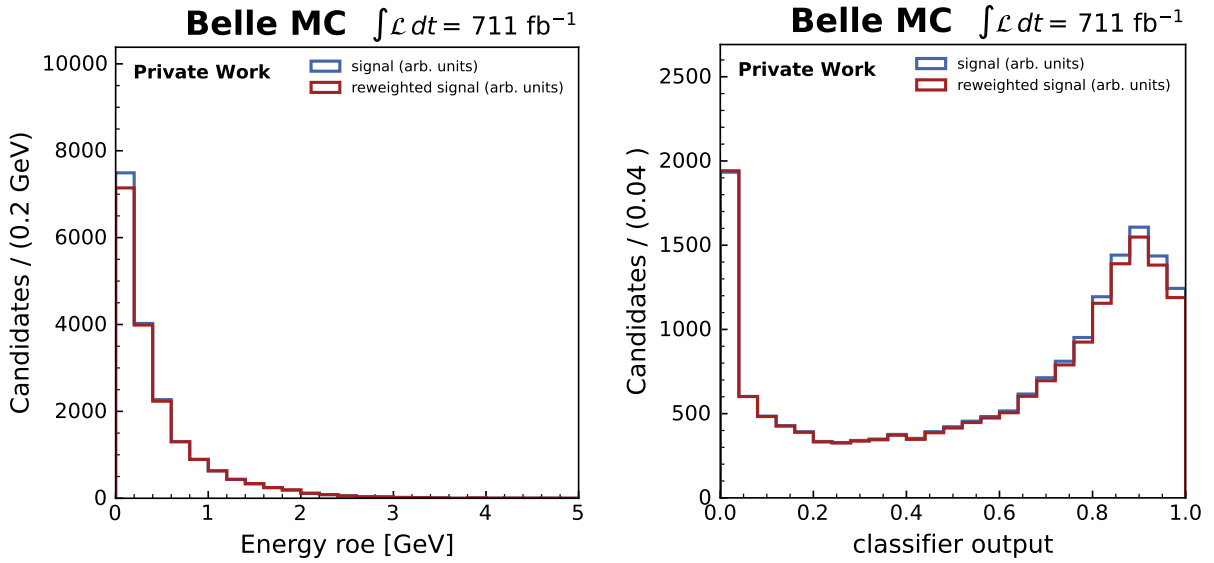 Belle MC ∫ℒ dt = 711 fb⁻¹
Private Work
signal (arb. units)
reweighted signal (arb. units)
Candidates / (0.2 GeV)
10000
8000
6000
4000
2000
0
0 1 2 3 4 5
Energy roe [GeV]
Belle MC ∫ℒ dt = 711 fb⁻¹
Private Work
signal (arb. units)
reweighted signal (arb. units)
Candidates / (0.04 )
2500
2000
1500
1000
500
0
0.0 0.2 0.4 0.6 0.8 1.0
classifier output